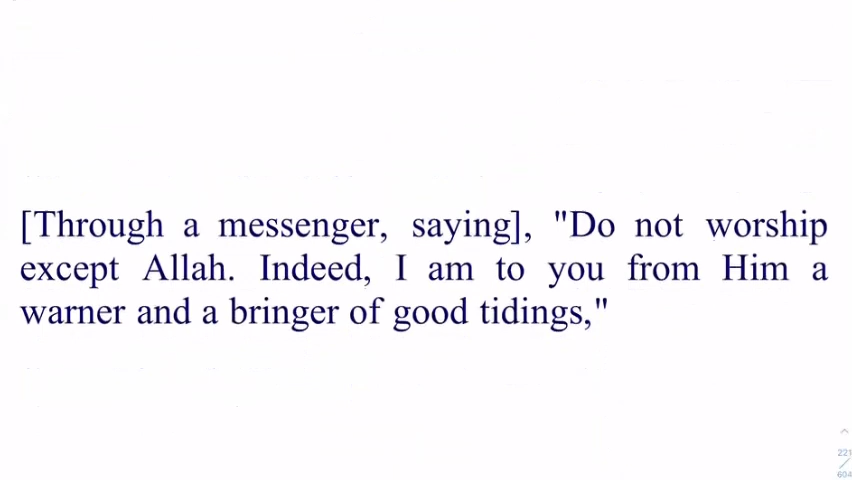 [Through a messenger, saying], "Do not worship
except Allah. Indeed, I am to you from Him a
warner and a bringer of good tidings,"
221
/
604